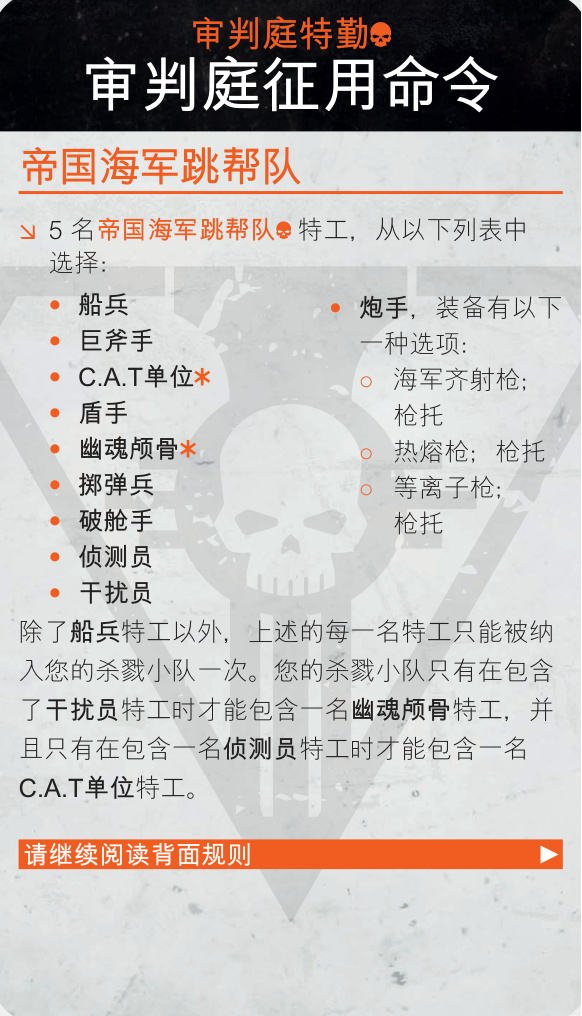 审判庭特勤
审判庭征用命令
帝国海军跳帮队
5 名帝国海军跳帮队 特工，从以下列表中
选择：
• 船兵
• 巨斧手
• C.A.T单位*
• 盾手
• 幽魂颅骨*
• 掷弹兵
• 破舱手
• 侦测员
• 干扰员
• 炮手，装备有以下
一种选项：
○ 海军齐射枪；
枪托
○ 热熔枪；枪托
○ 等离子枪；
枪托
除了船兵特工以外，上述的每一名特工只能被纳
入您的杀戮小队一次。您的杀戮小队只有在包含
了干扰员特工时才能包含一名幽魂颅骨特工，并
且只有在包含一名侦测员特工时才能包含一名
C.A.T单位特工。
请继续阅读背面规则